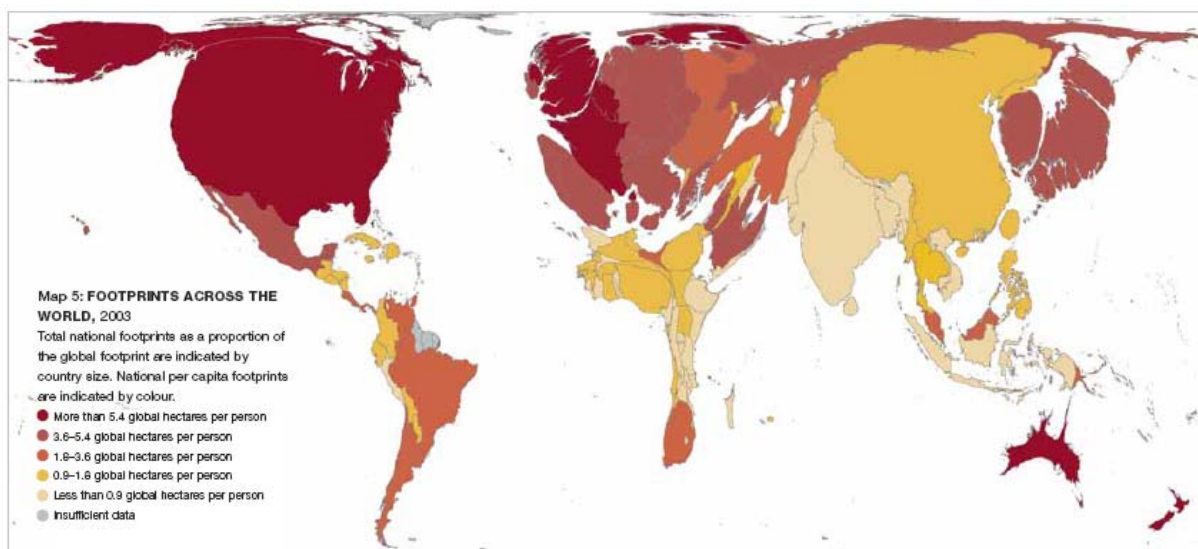 Map 5: FOOTPRINTS ACROSS THE
WORLD, 2003
Total national footprints as a proportion
of the global footprint are indicated by
country size. National per capita footprints
are indicated by colour.
More than 5.4 global hectares per person
3.6–5.4 global hectares per person
1.8–3.6 global hectares per person
0.9–1.8 global hectares per person
Less than 0.9 global hectares per person
Insufficient data